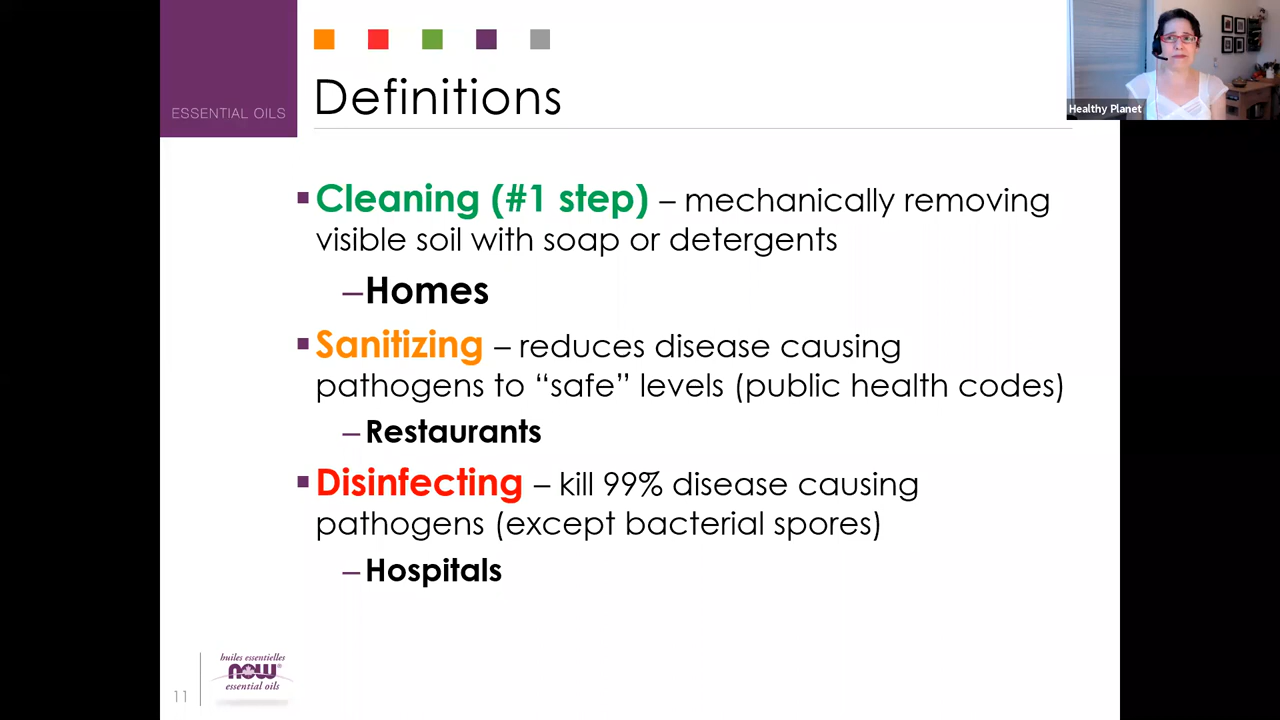 ESSENTIAL OILS
Definitions
Healthy Planet
Cleaning (#1 step) – mechanically removing
visible soil with soap or detergents
–Homes
Sanitizing – reduces disease causing
pathogens to “safe” levels (public health codes)
–Restaurants
Disinfecting – kill 99% disease causing
pathogens (except bacterial spores)
–Hospitals
huiles essentielles
now®
essential oils
11